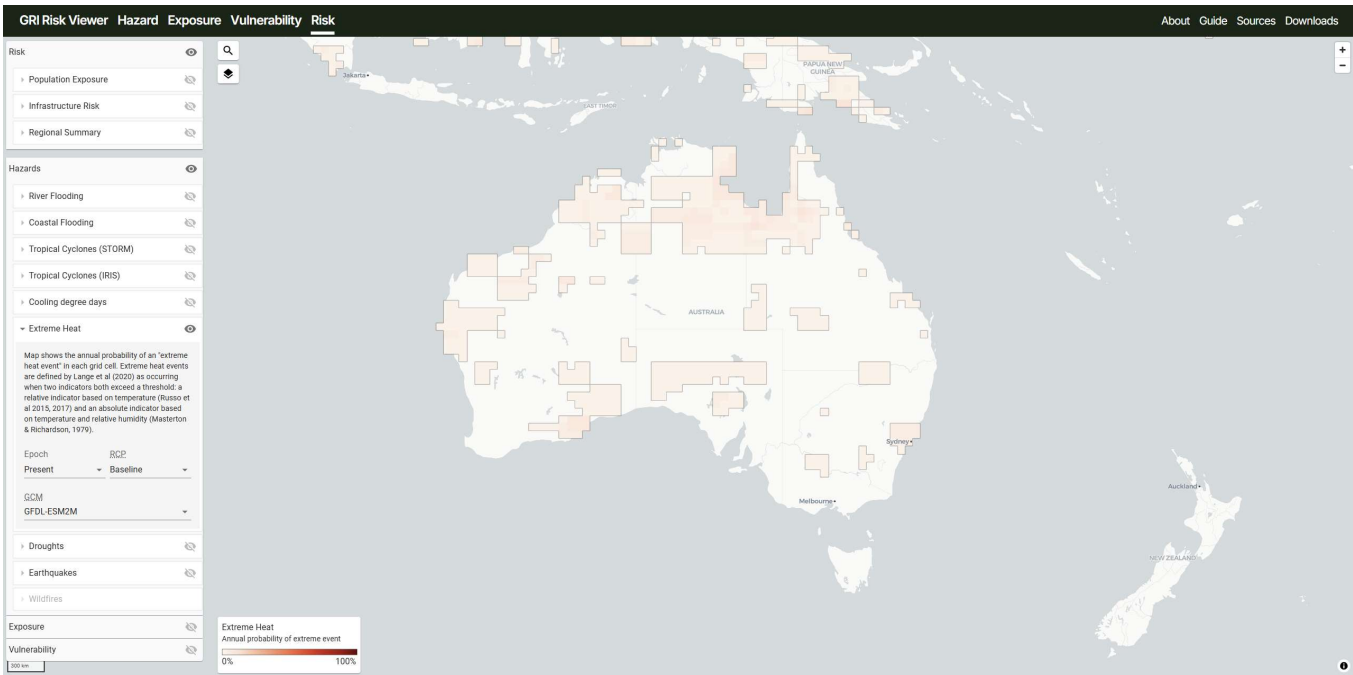 GRI Risk Viewer Hazard Exposure Vulnerability Risk
About Guide Sources Downloads
Risk
Population Exposure
Infrastructure Risk
Regional Summary
Hazards
River Flooding
Coastal Flooding
Tropical Cyclones (STORM)
Tropical Cyclones (IRIS)
Cooling degree days
Extreme Heat
Map shows the annual probability of an "extreme
heat event" in each grid cell. Extreme heat events
are defined by Lange et al (2020) as occurring
when two indicators both exceed a threshold: a
relative indicator based on temperature (Russo et
al 2015, 2017) and an absolute indicator based
on temperature and relative humidity (Masterton
& Richardson, 1979).
Epoch RCP
Present Baseline
GCM
GFDL-ESM2M
Droughts
Earthquakes
Wildfires
Exposure
Vulnerability
300 km
+
−
Jakarta
EAST TIMOR
PAPUA NEW
GUINEA
AUSTRALIA
Sydney
Melbourne
Auckland
NEW ZEALAND
Extreme Heat
Annual probability of extreme event
0% 100%